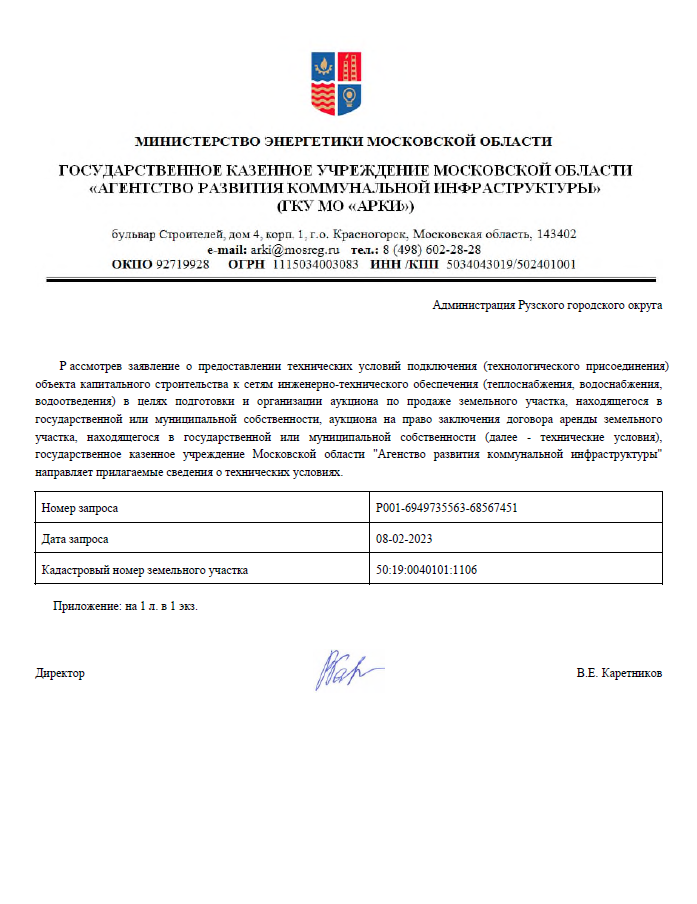 МИНИСТЕРСТВО ЭНЕРГЕТИКИ МОСКОВСКОЙ ОБЛАСТИ
ГОСУДАРСТВЕННОЕ КАЗЕННОЕ УЧРЕЖДЕНИЕ МОСКОВСКОЙ ОБЛАСТИ
«АГЕНТСТВО РАЗВИТИЯ КОММУНАЛЬНОЙ ИНФРАСТРУКТУРЫ»
(ГКУ МО «АРКИ»)
бульвар Строителей, дом 4, корп. 1, г.о. Красногорск, Московская область, 143402
e-mail: arki@mosreg.ru тел.: 8 (498) 602-28-28
ОКПО 92719928 ОГРН 1115034003083 ИНН /КПП 5034043019/502401001
Администрация Рузского городского округа
Р ассмотрев заявление о предоставлении технических условий подключения (технологического присоединения)
объекта капитального строительства к сетям инженерно-технического обеспечения (теплоснабжения, водоснабжения,
водоотведения) в целях подготовки и организации аукциона по продаже земельного участка, находящегося в
государственной или муниципальной собственности, аукциона на право заключения договора аренды земельного
участка, находящегося в государственной или муниципальной собственности (далее - технические условия),
государственное казенное учреждение Московской области "Агенство развития коммунальной инфраструктуры"
направляет прилагаемые сведения о технических условиях.
Номер запроса P001-6949735563-68567451
Дата запроса 08-02-2023
Кадастровый номер земельного участка 50:19:0040101:1106
Приложение: на 1 л. в 1 экз.
Директор В.Е. Каретников